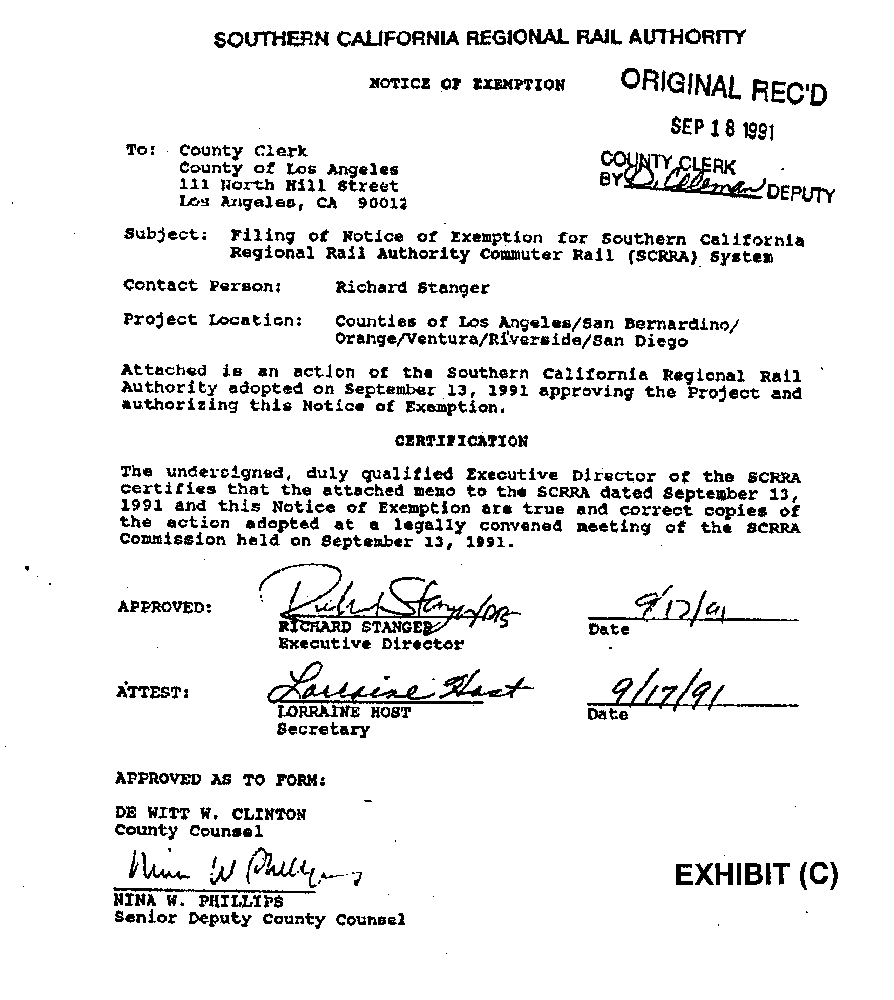 SOUTHERN CALIFORNIA REGIONAL RAIL AUTHORITY
NOTICE OF EXEMPTION
ORIGINAL REC'D
SEP 18 1991
COUNTY CLERK
BY DEPUTY
To: County Clerk
County of Los Angeles
111 North Hill Street
Los Angeles, CA 90012
Subject: Filing of Notice of Exemption for Southern California
Regional Rail Authority Commuter Rail (SCRRA) System
Contact Person: Richard Stanger
Project Location: Counties of Los Angeles/San Bernardino/
Orange/Ventura/Riverside/San Diego
Attached is an action of the Southern California Regional Rail
Authority adopted on September 13, 1991 approving the Project and
authorizing this Notice of Exemption.
CERTIFICATION
The undersigned, duly qualified Executive Director of the SCRRA
certifies that the attached memo to the SCRRA dated September 13,
1991 and this Notice of Exemption are true and correct copies of
the action adopted at a legally convened meeting of the SCRRA
Commission held on September 13, 1991.
APPROVED: Richard Stanger 9/17/91
RICHARD STANGER Date
Executive Director
ATTEST: Lorraine Host 9/17/91
LORRAINE HOST Date
Secretary
APPROVED AS TO FORM:
DE WITT W. CLINTON
County Counsel
Nina W Phillips
NINA W. PHILLIPS
Senior Deputy County Counsel
EXHIBIT (C)